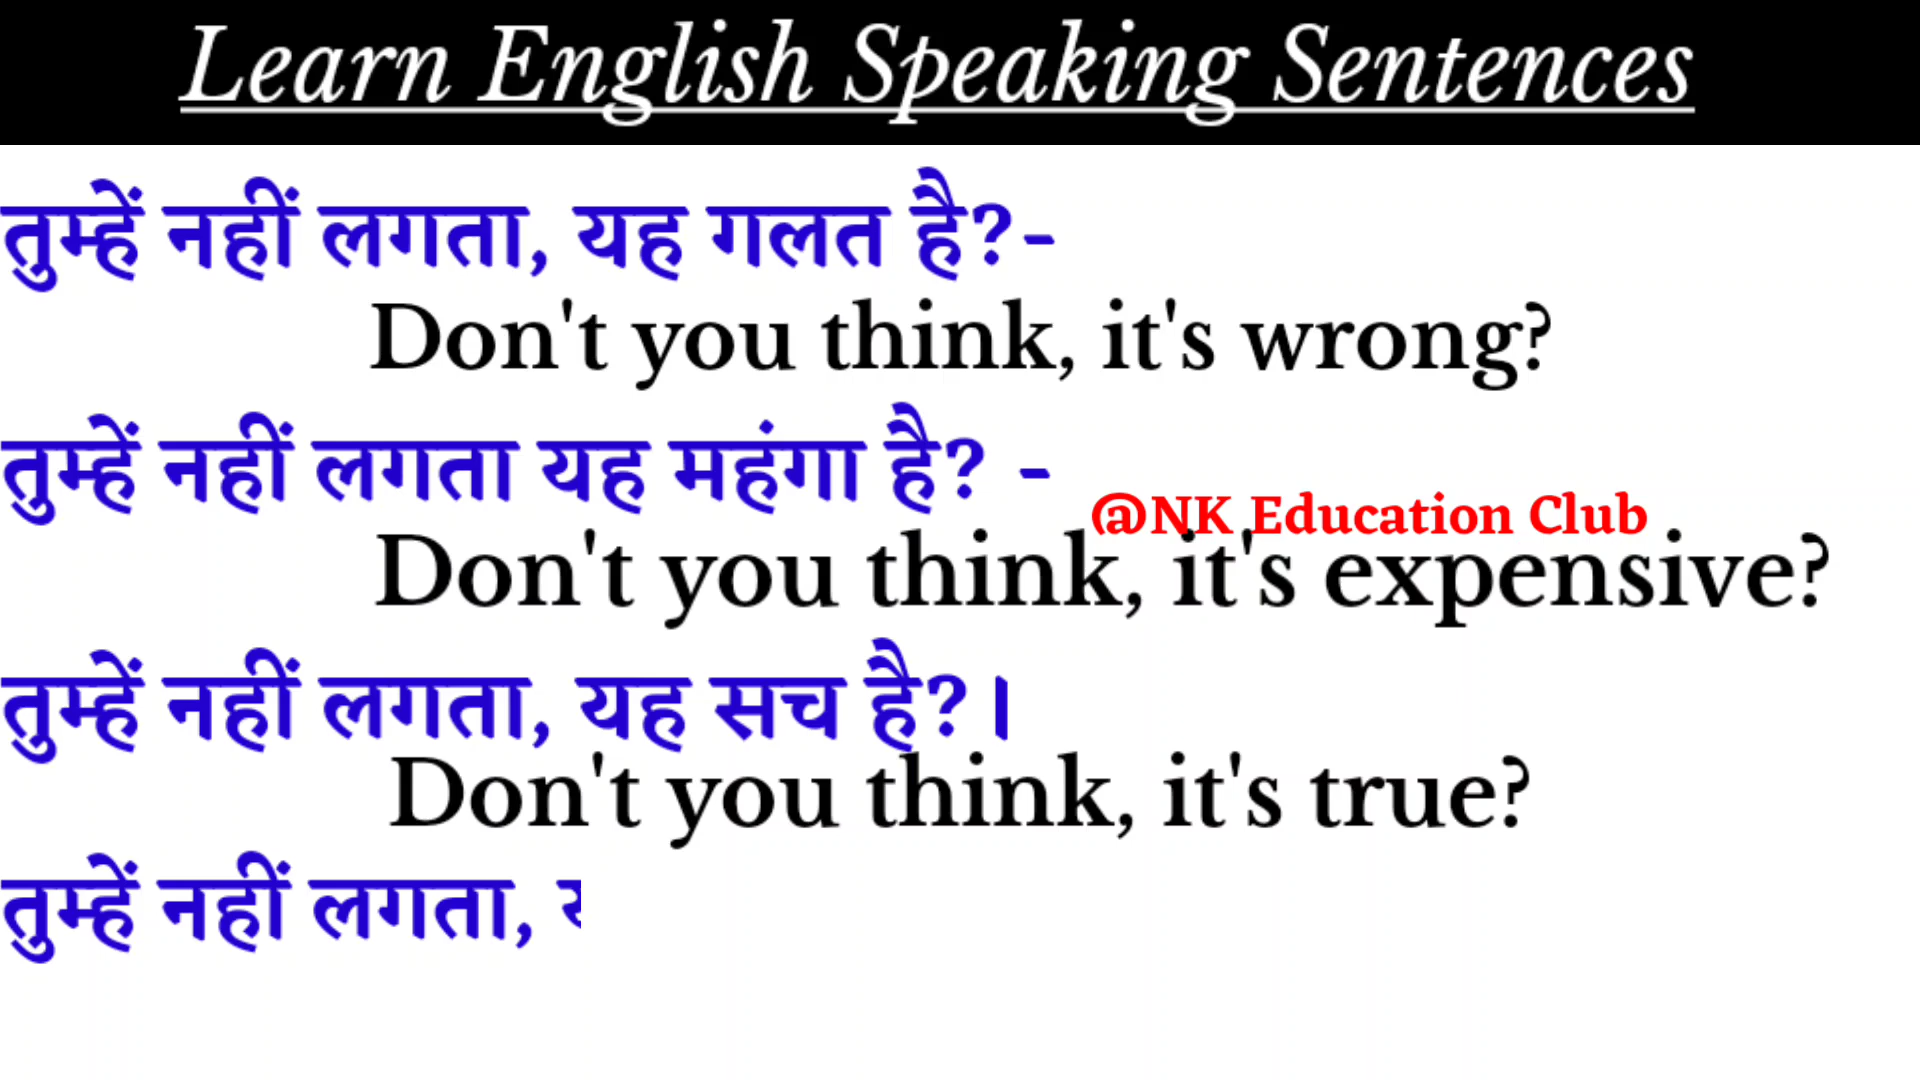 Learn English Speaking Sentences
तुम्हें नहीं लगता, यह गलत है?-
Don't you think, it's wrong?
तुम्हें नहीं लगता यह महंगा है? -
@NK Education Club
Don't you think, it's expensive?
तुम्हें नहीं लगता, यह सच है?।
Don't you think, it's true?
तुम्हें नहीं लगता,